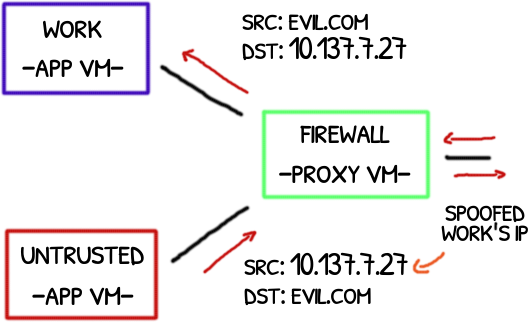 WORK
-APP VM-
SRC: EVIL.COM
DST: 10.137.7.27
FIREWALL
-PROXY VM-
SPOOFED
WORK'S IP
UNTRUSTED
-APP VM-
SRC: 10.137.7.27
DST: EVIL.COM